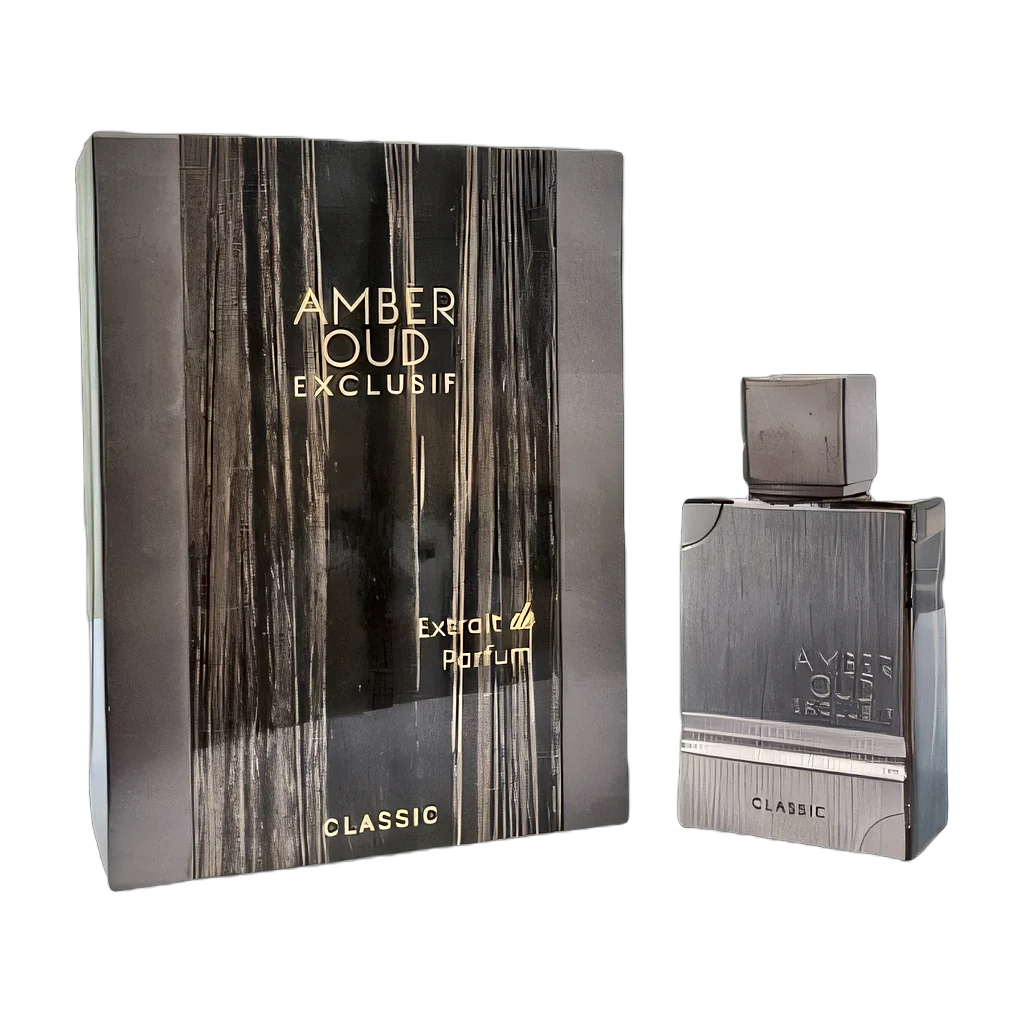 AMBER
OUD
EXCLUSIF
Extrait de
Parfum
CLASSIC
AMBER
OUD
CLASSIC